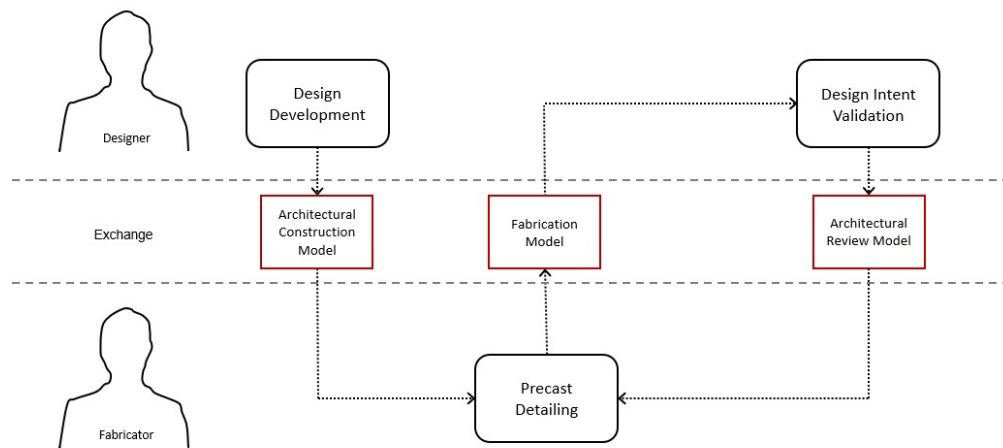 Designer
Design
Development
Design Intent
Validation
Exchange
Architectural
Construction
Model
Fabrication
Model
Architectural
Review Model
Fabricator
Precast
Detailing